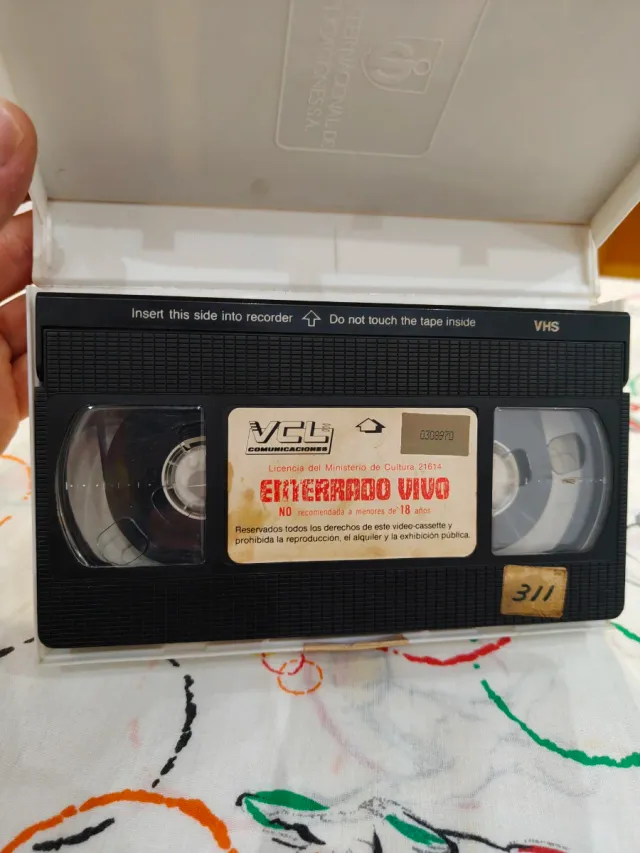 INTERNACIONAL DE
Insert this side into recorder Do not touch the tape inside VHS
VCL
COMUNICACIONES
0308970
Licencia del Ministerio de Cultura 21614
ENTERRADO VIVO
NO recomendada a menores de 18 años
Reservados todos los derechos de este video-cassette y
prohibida la reproducción, el alquiler y la exhibición pública.
311